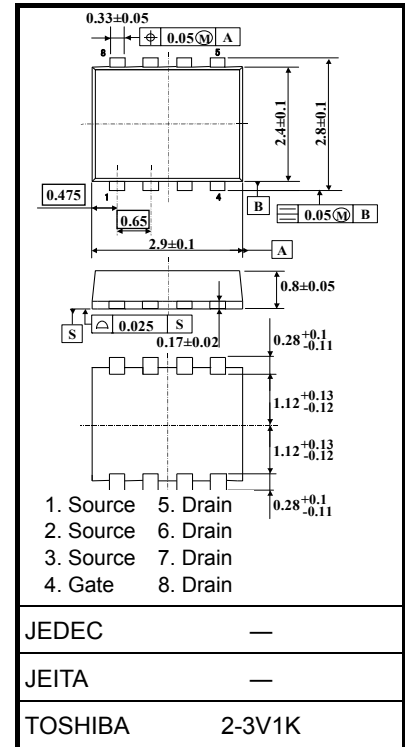 0.33±0.05
⌖ 0.05Ⓜ A
8 5
2.4±0.1
2.8±0.1
0.475
1 4
B
⌯ 0.05Ⓜ B
0.65
2.9±0.1
A
0.8±0.05
S
⌓ 0.025 S
0.17±0.02
0.28 +0.1 -0.11
1.12 +0.13 -0.12
1.12 +0.13 -0.12
0.28 +0.1 -0.11
1. Source 5. Drain
2. Source 6. Drain
3. Source 7. Drain
4. Gate 8. Drain
JEDEC —
JEITA —
TOSHIBA 2-3V1K